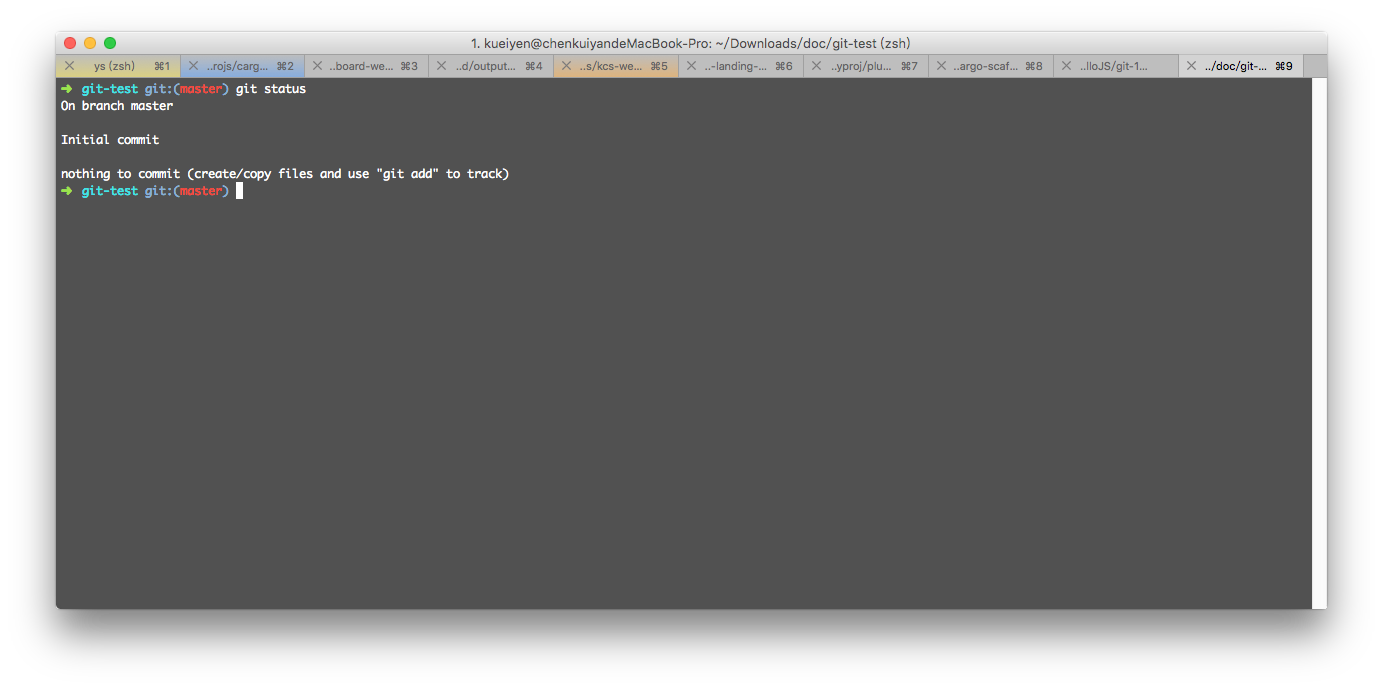 1. kueiyen@chenkuiyandeMacBook-Pro: ~/Downloads/doc/git-test (zsh)
ys (zsh) ⌘1 ..rojs/carg... ⌘2 ..board-we... ⌘3 ..d/output... ⌘4 ..s/kcs-we... ⌘5 ..-landing-... ⌘6 ..yproj/plu... ⌘7 ..argo-scaf... ⌘8 ..lloJS/git-1... ../doc/git-... ⌘9
➜ git-test git:(master) git status
On branch master
Initial commit
nothing to commit (create/copy files and use "git add" to track)
➜ git-test git:(master)